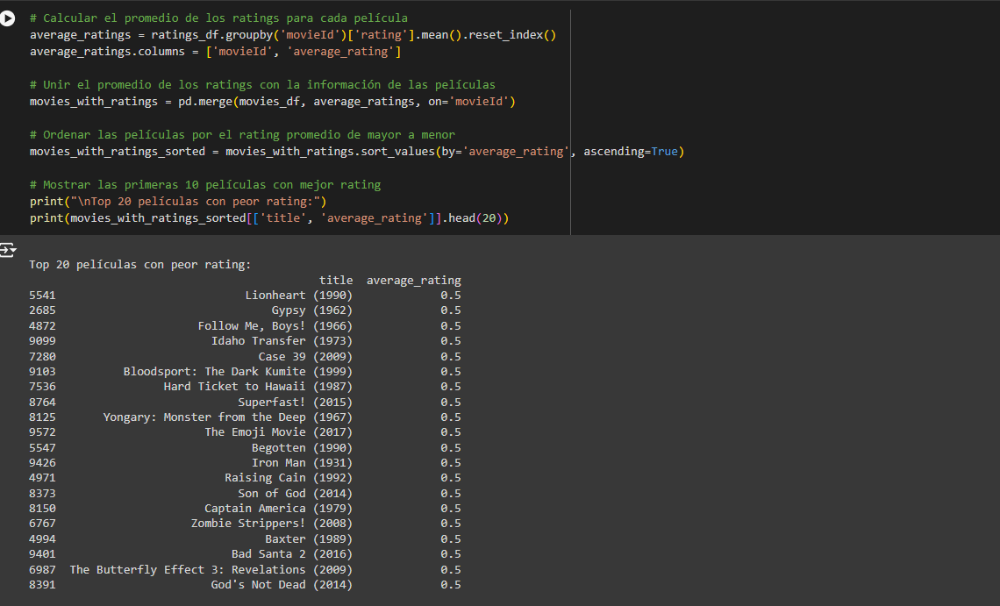 # Calcular el promedio de los ratings para cada película
average_ratings = ratings_df.groupby('movieId')['rating'].mean().reset_index()
average_ratings.columns = ['movieId', 'average_rating']
# Unir el promedio de los ratings con la información de las películas
movies_with_ratings = pd.merge(movies_df, average_ratings, on='movieId')
# Ordenar las películas por el rating promedio de mayor a menor
movies_with_ratings_sorted = movies_with_ratings.sort_values(by='average_rating', ascending=True)
# Mostrar las primeras 10 películas con mejor rating
print("\nTop 20 películas con peor rating:")
print(movies_with_ratings_sorted[['title', 'average_rating']].head(20))
Top 20 películas con peor rating:
title average_rating
5541 Lionheart (1990) 0.5
2685 Gypsy (1962) 0.5
4872 Follow Me, Boys! (1966) 0.5
9099 Idaho Transfer (1973) 0.5
7280 Case 39 (2009) 0.5
9103 Bloodsport: The Dark Kumite (1999) 0.5
7536 Hard Ticket to Hawaii (1987) 0.5
8764 Superfast! (2015) 0.5
8125 Yongary: Monster from the Deep (1967) 0.5
9572 The Emoji Movie (2017) 0.5
5547 Begotten (1990) 0.5
9426 Iron Man (1931) 0.5
4971 Raising Cain (1992) 0.5
8373 Son of God (2014) 0.5
8150 Captain America (1979) 0.5
6767 Zombie Strippers! (2008) 0.5
4994 Baxter (1989) 0.5
9401 Bad Santa 2 (2016) 0.5
6987 The Butterfly Effect 3: Revelations (2009) 0.5
8391 God's Not Dead (2014) 0.5